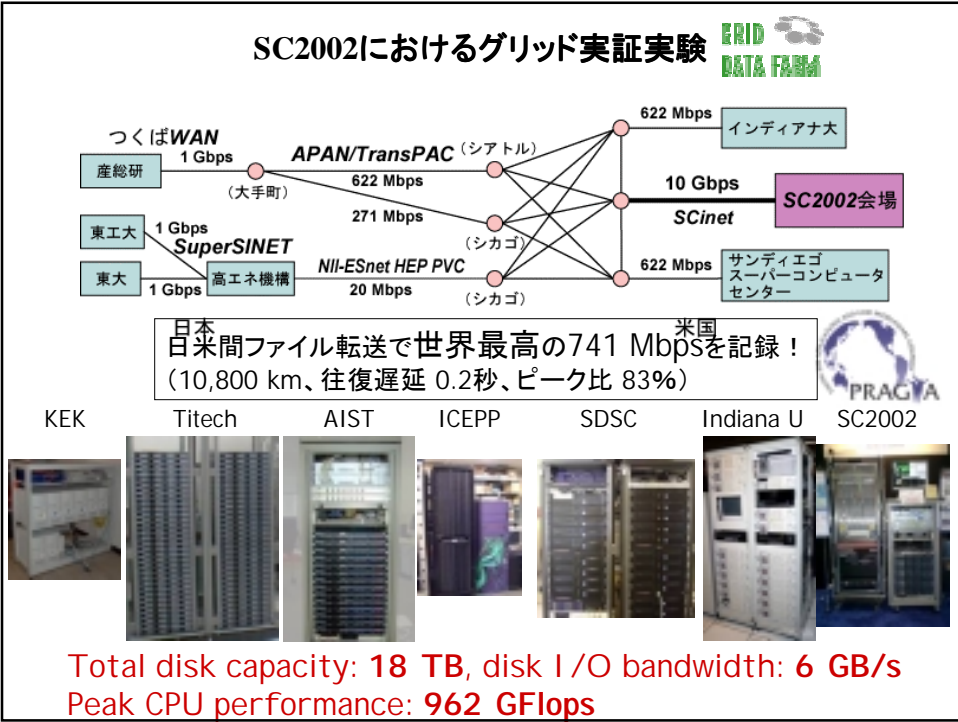 SC2002におけるグリッド実証実験
GRID
DATA FARM
つくばWAN
1 Gbps
産総研
(大手町)
APAN/TransPAC
622 Mbps
(シアトル)
271 Mbps
(シカゴ)
622 Mbps
インディアナ大
10 Gbps
SCinet
SC2002会場
東工大
1 Gbps
SuperSINET
東大
1 Gbps
高エネ機構
NII-ESnet HEP PVC
20 Mbps
(シカゴ)
622 Mbps
サンディエゴ
スーパーコンピュータ
センター
日本
米国
日米間ファイル転送で世界最高の741 Mbpsを記録！
(10,800 km、往復遅延 0.2秒、ピーク比 83%)
PRAGMA
KEK
Titech
AIST
ICEPP
SDSC
Indiana U
SC2002
Total disk capacity: 18 TB, disk I/O bandwidth: 6 GB/s
Peak CPU performance: 962 GFlops